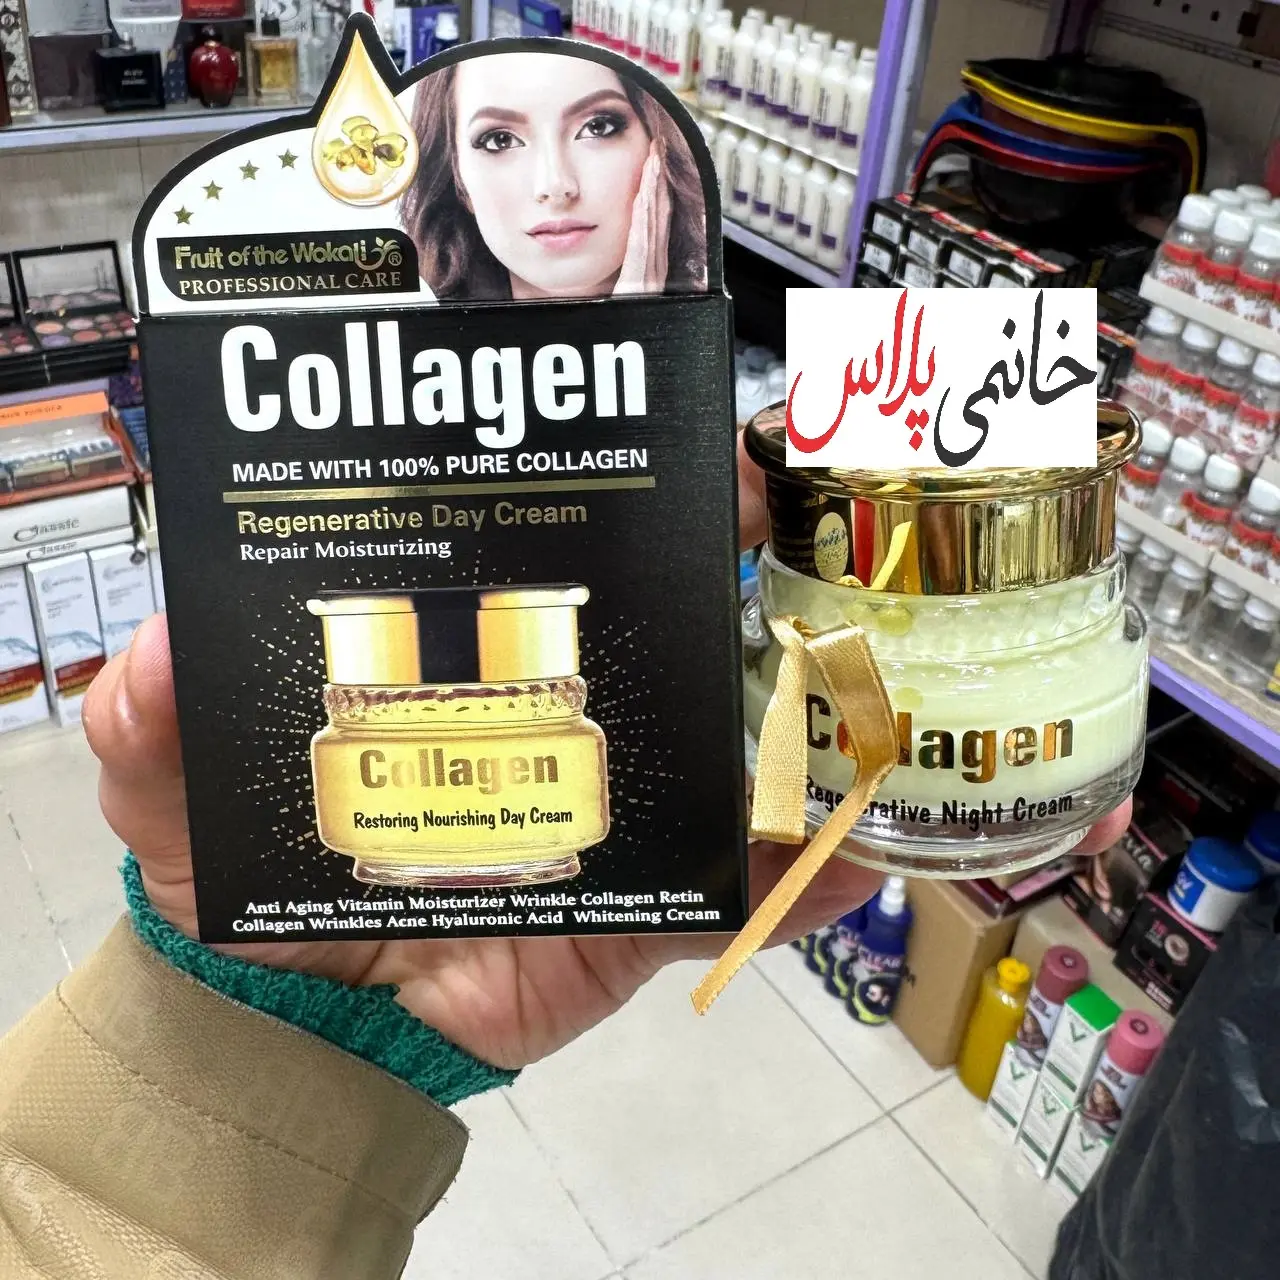 Fruit of the Wokali ®
PROFESSIONAL CARE
Collagen
MADE WITH 100% PURE COLLAGEN
Regenerative Day Cream
Repair Moisturizing
Collagen
Restoring Nourishing Day Cream
Anti Aging Vitamin Moisturizer Wrinkle Collagen Retin
Collagen Wrinkles Acne Hyaluronic Acid Whitening Cream
خانمی پلاس
Collagen
Regenerative Night Cream
Classic
CLEAR